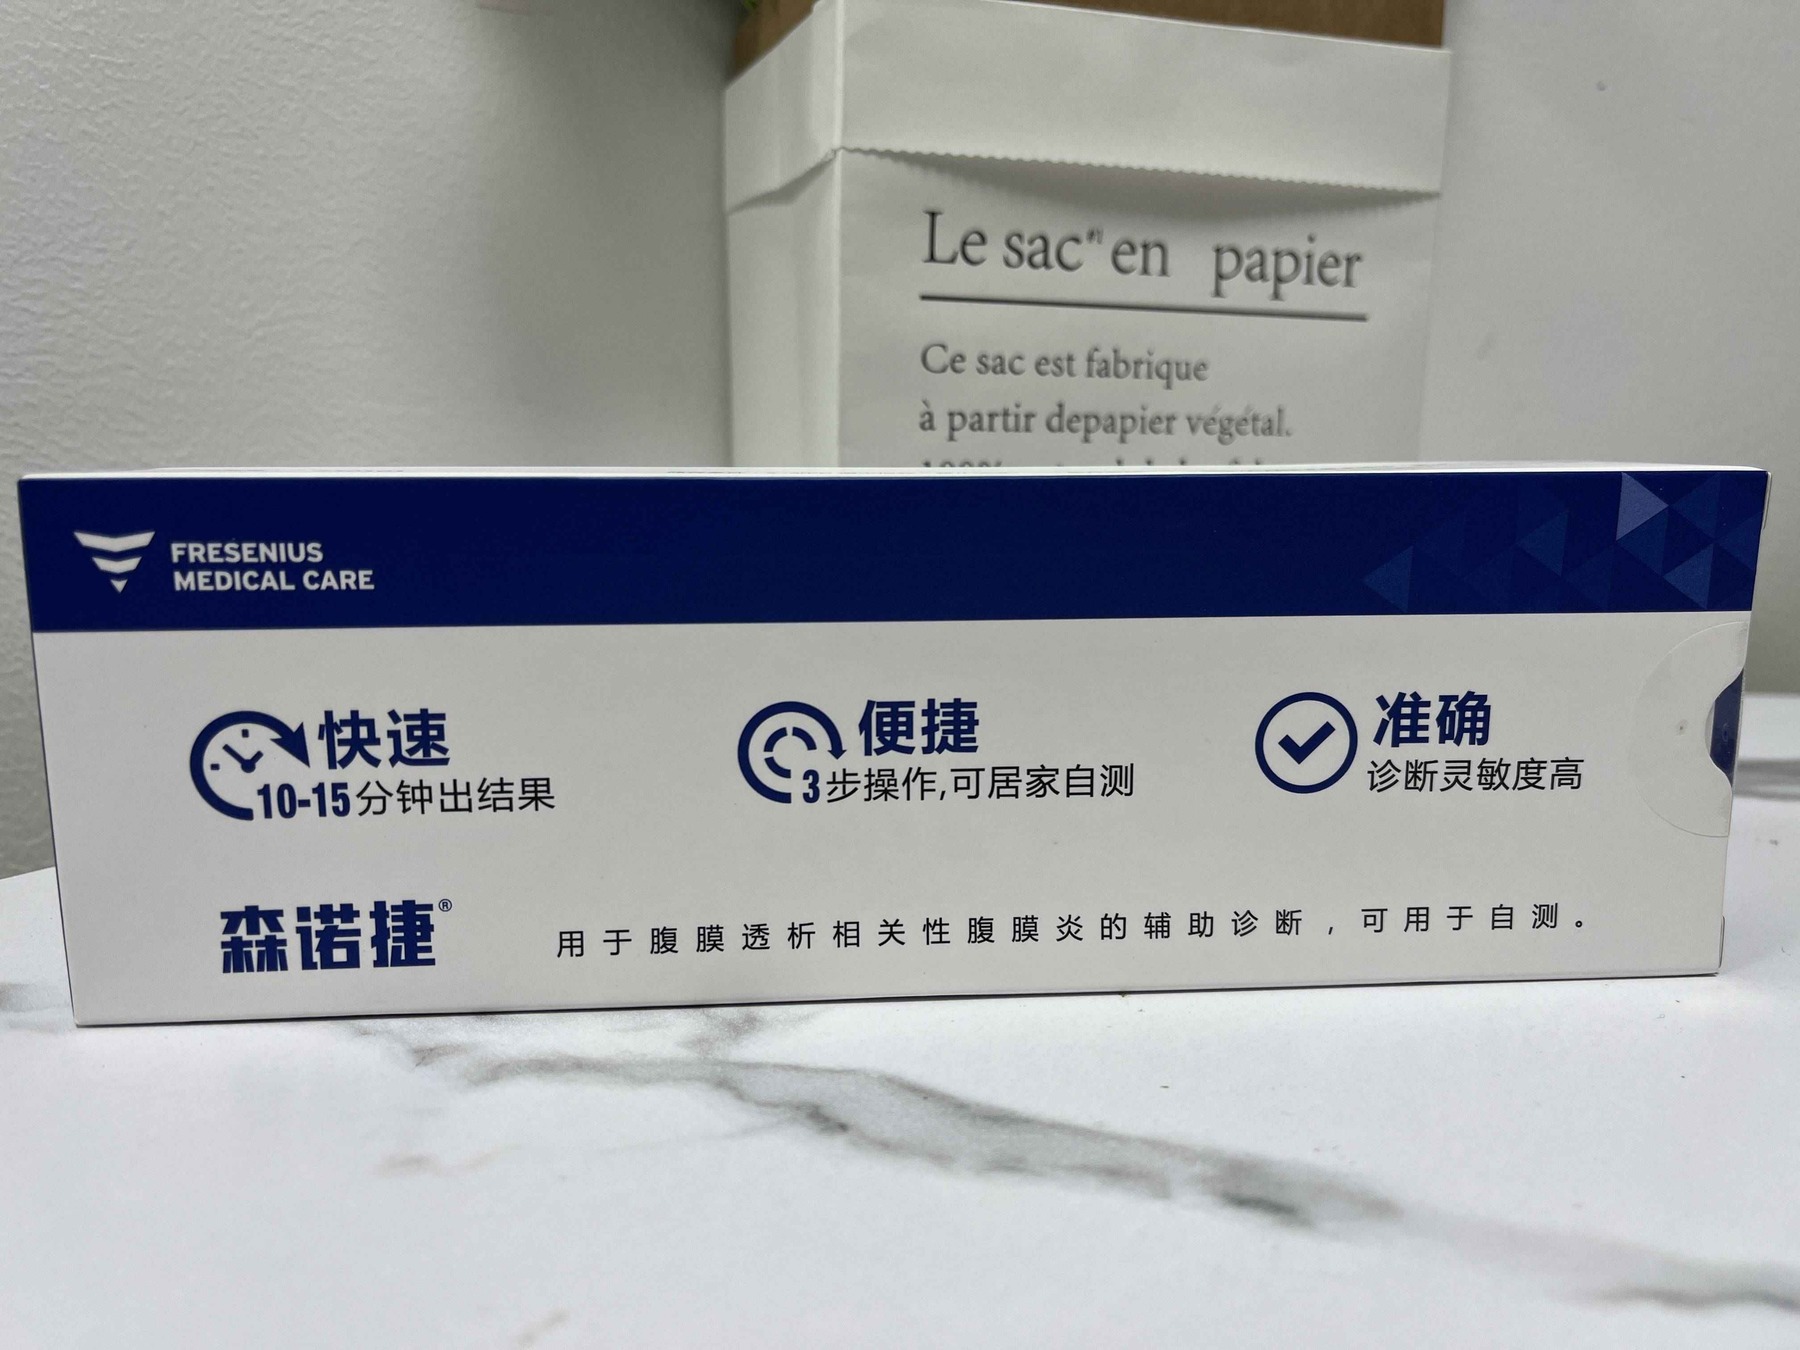 Le sac#1 en papier
Ce sac est fabrique
à partir depapier végétal.
FRESENIUS
MEDICAL CARE
快速
10-15分钟出结果
便捷
3步操作,可居家自测
准确
诊断灵敏度高
森诺捷®
用于腹膜透析相关性腹膜炎的辅助诊断，可用于自测。